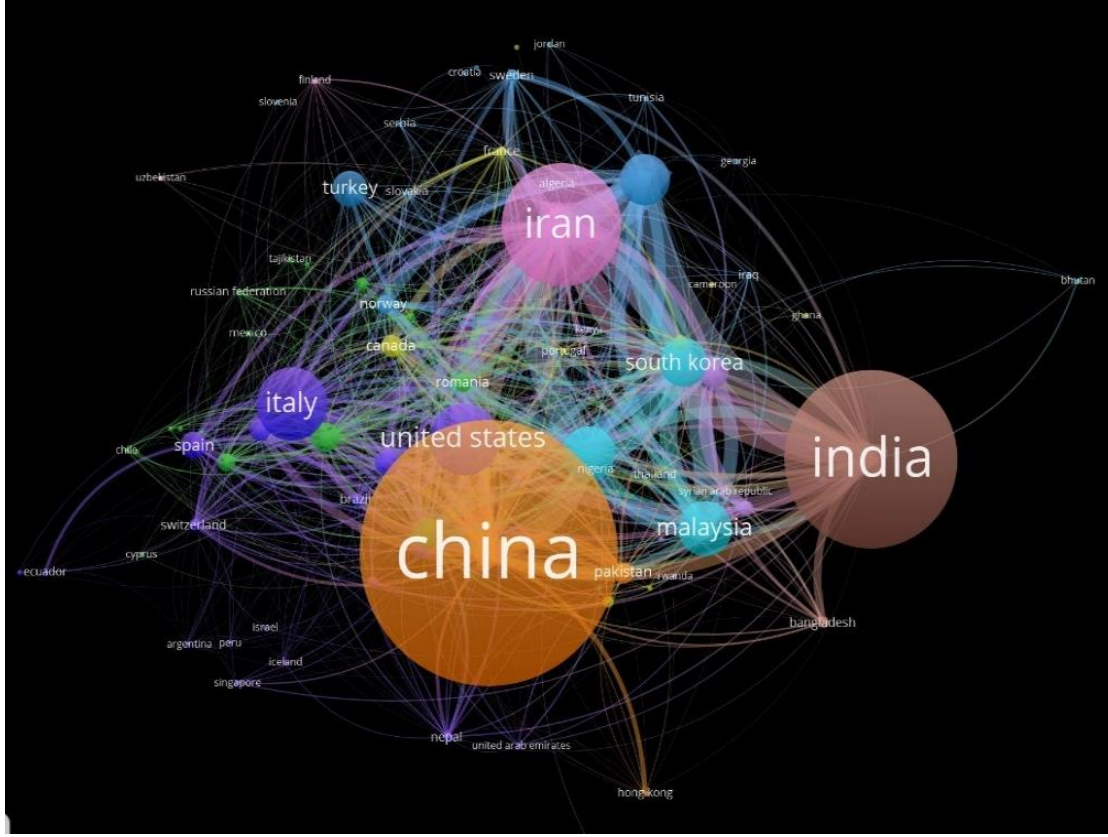 jordan
croatia
sweden
finland
slovenia
tunisia
serbia
france
georgia
uzbekistan
turkey
slovakia
algeria
iran
tajikistan
iraq
bhutan
cameroon
russian federation
norway
ghana
mexico
kenya
canada
portugal
south korea
romania
italy
united states
spain
chile
india
nigeria
thailand
brazil
syrian arab republic
switzerland
malaysia
china
cyprus
ecuador
pakistan
rwanda
bangladesh
israel
argentina
peru
iceland
singapore
nepal
united arab emirates
hong kong